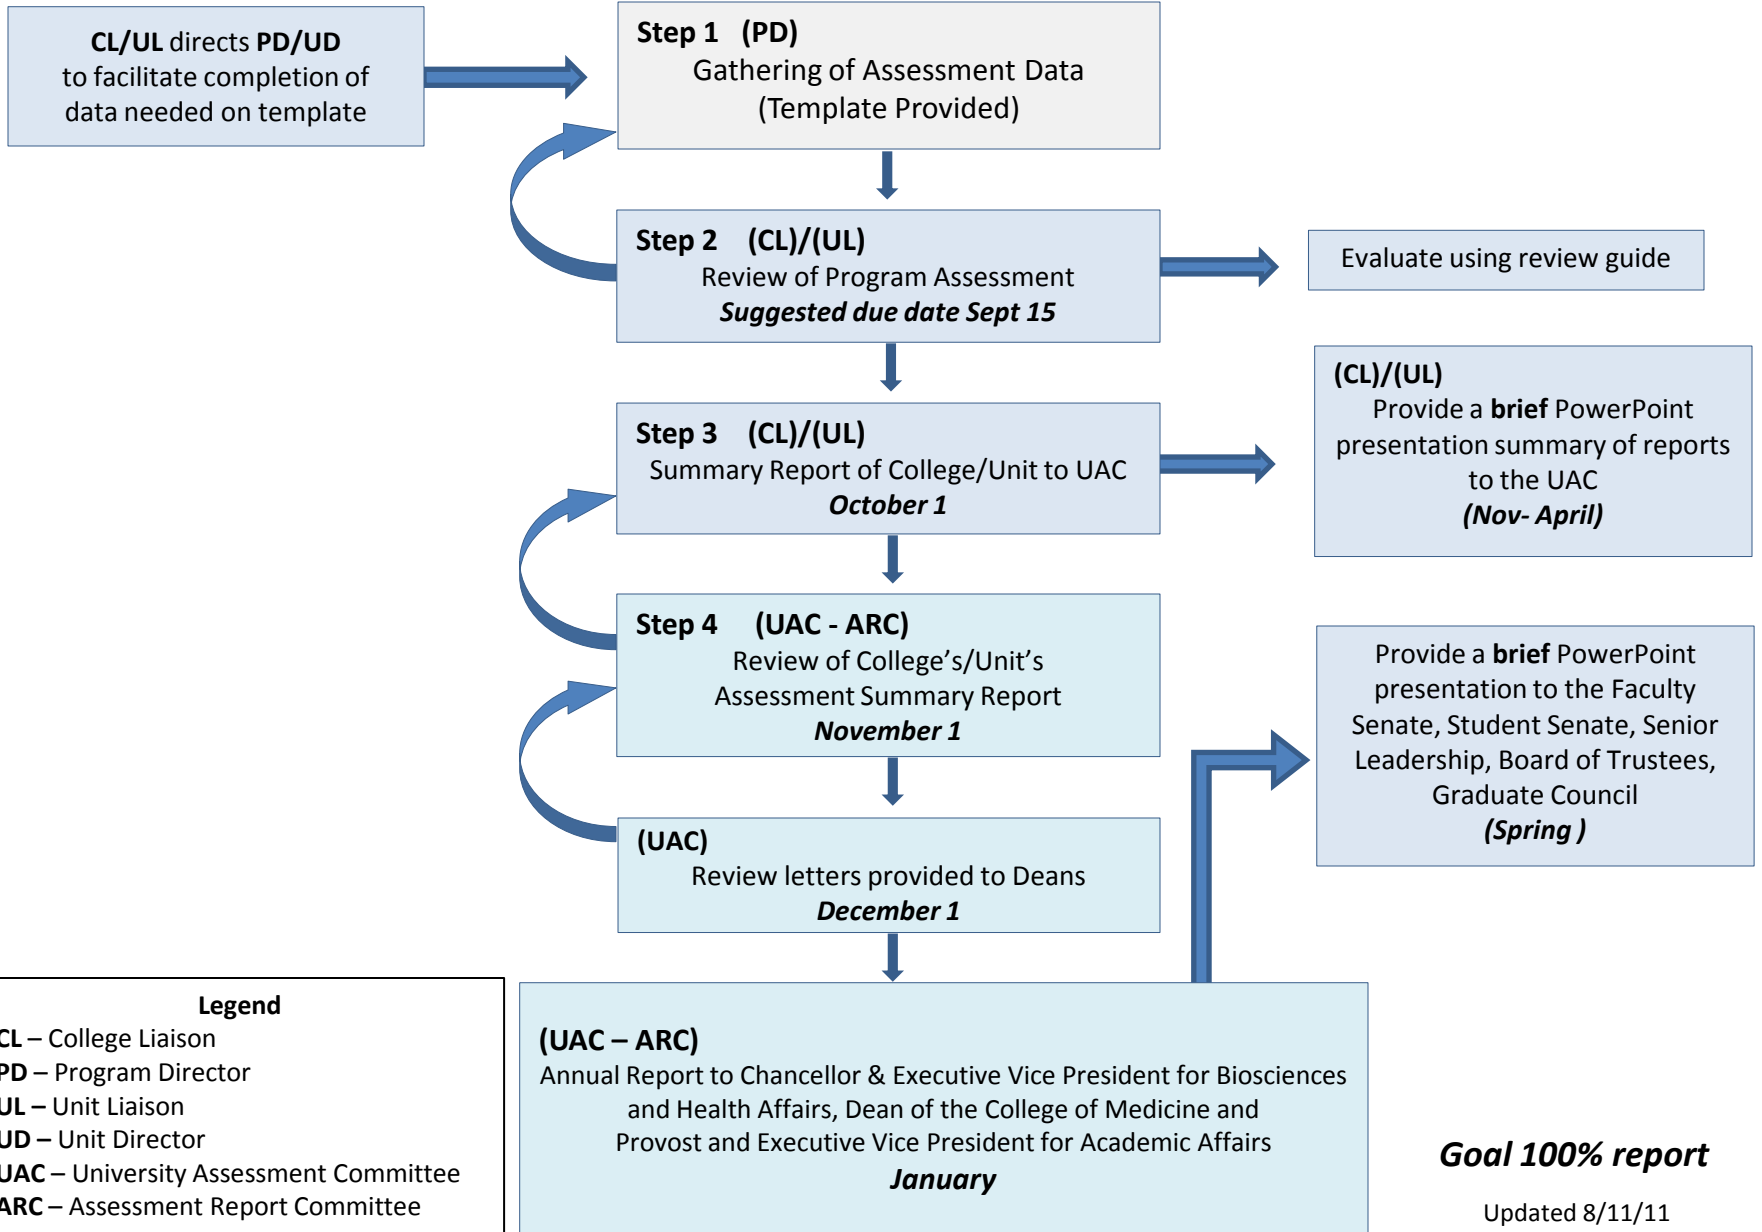 CL/UL directs PD/UD
to facilitate completion of
data needed on template
Step 1 (PD)
Gathering of Assessment Data
(Template Provided)
Step 2 (CL)/(UL)
Review of Program Assessment
Suggested due date Sept 15
Evaluate using review guide
Step 3 (CL)/(UL)
Summary Report of College/Unit to UAC
October 1
(CL)/(UL)
Provide a brief PowerPoint
presentation summary of reports
to the UAC
(Nov- April)
Step 4 (UAC - ARC)
Review of College’s/Unit’s
Assessment Summary Report
November 1
(UAC)
Review letters provided to Deans
December 1
Provide a brief PowerPoint
presentation to the Faculty
Senate, Student Senate, Senior
Leadership, Board of Trustees,
Graduate Council
(Spring )
(UAC – ARC)
Annual Report to Chancellor & Executive Vice President for Biosciences
and Health Affairs, Dean of the College of Medicine and
Provost and Executive Vice President for Academic Affairs
January
Legend
CL – College Liaison
PD – Program Director
UL – Unit Liaison
UD – Unit Director
UAC – University Assessment Committee
ARC – Assessment Report Committee
Goal 100% report
Updated 8/11/11